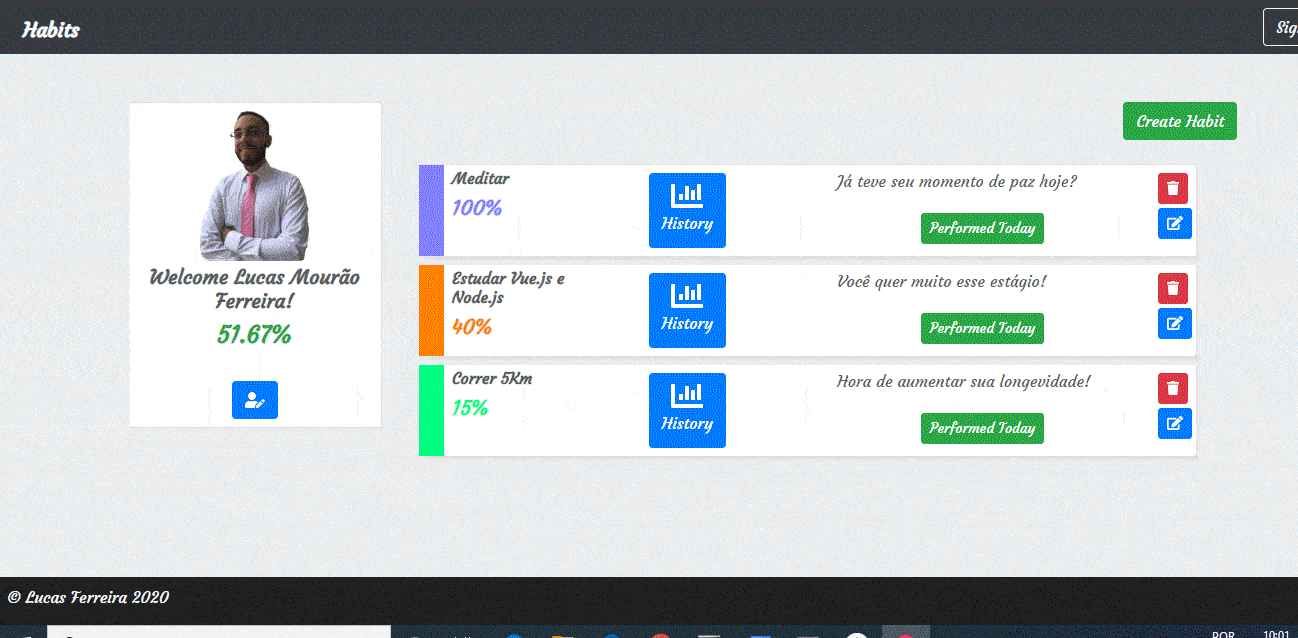 Habits
Sig
Create Habit
Welcome Lucas Mourão
Ferreira!
51.67%
Meditar
100%
History
Já teve seu momento de paz hoje?
Performed Today
Estudar Vue.js e
Node.js
40%
History
Você quer muito esse estágio!
Performed Today
Correr 5Km
15%
History
Hora de aumentar sua longevidade!
Performed Today
© Lucas Ferreira 2020
POR
10:01